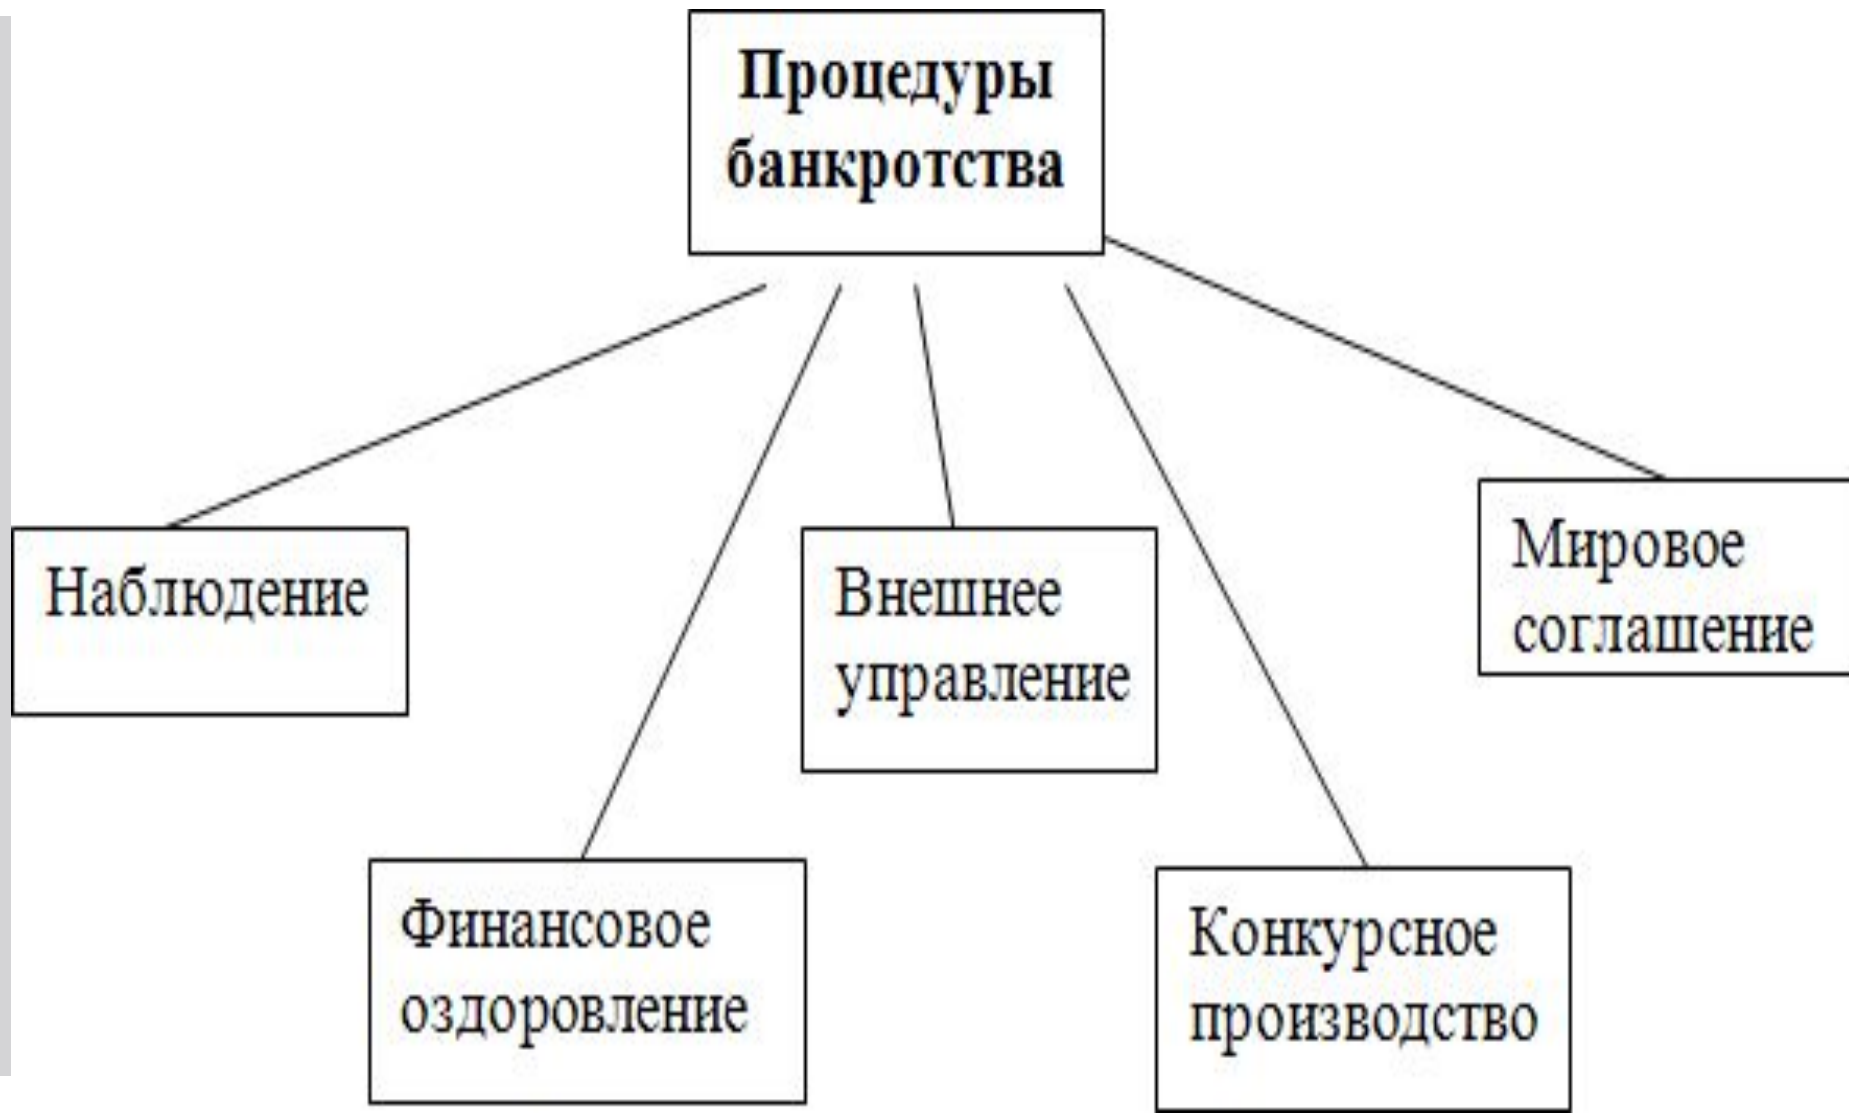 Процедуры
банкротства
Наблюдение
Внешнее
управление
Мировое
соглашение
Финансовое
оздоровление
Конкурсное
производство